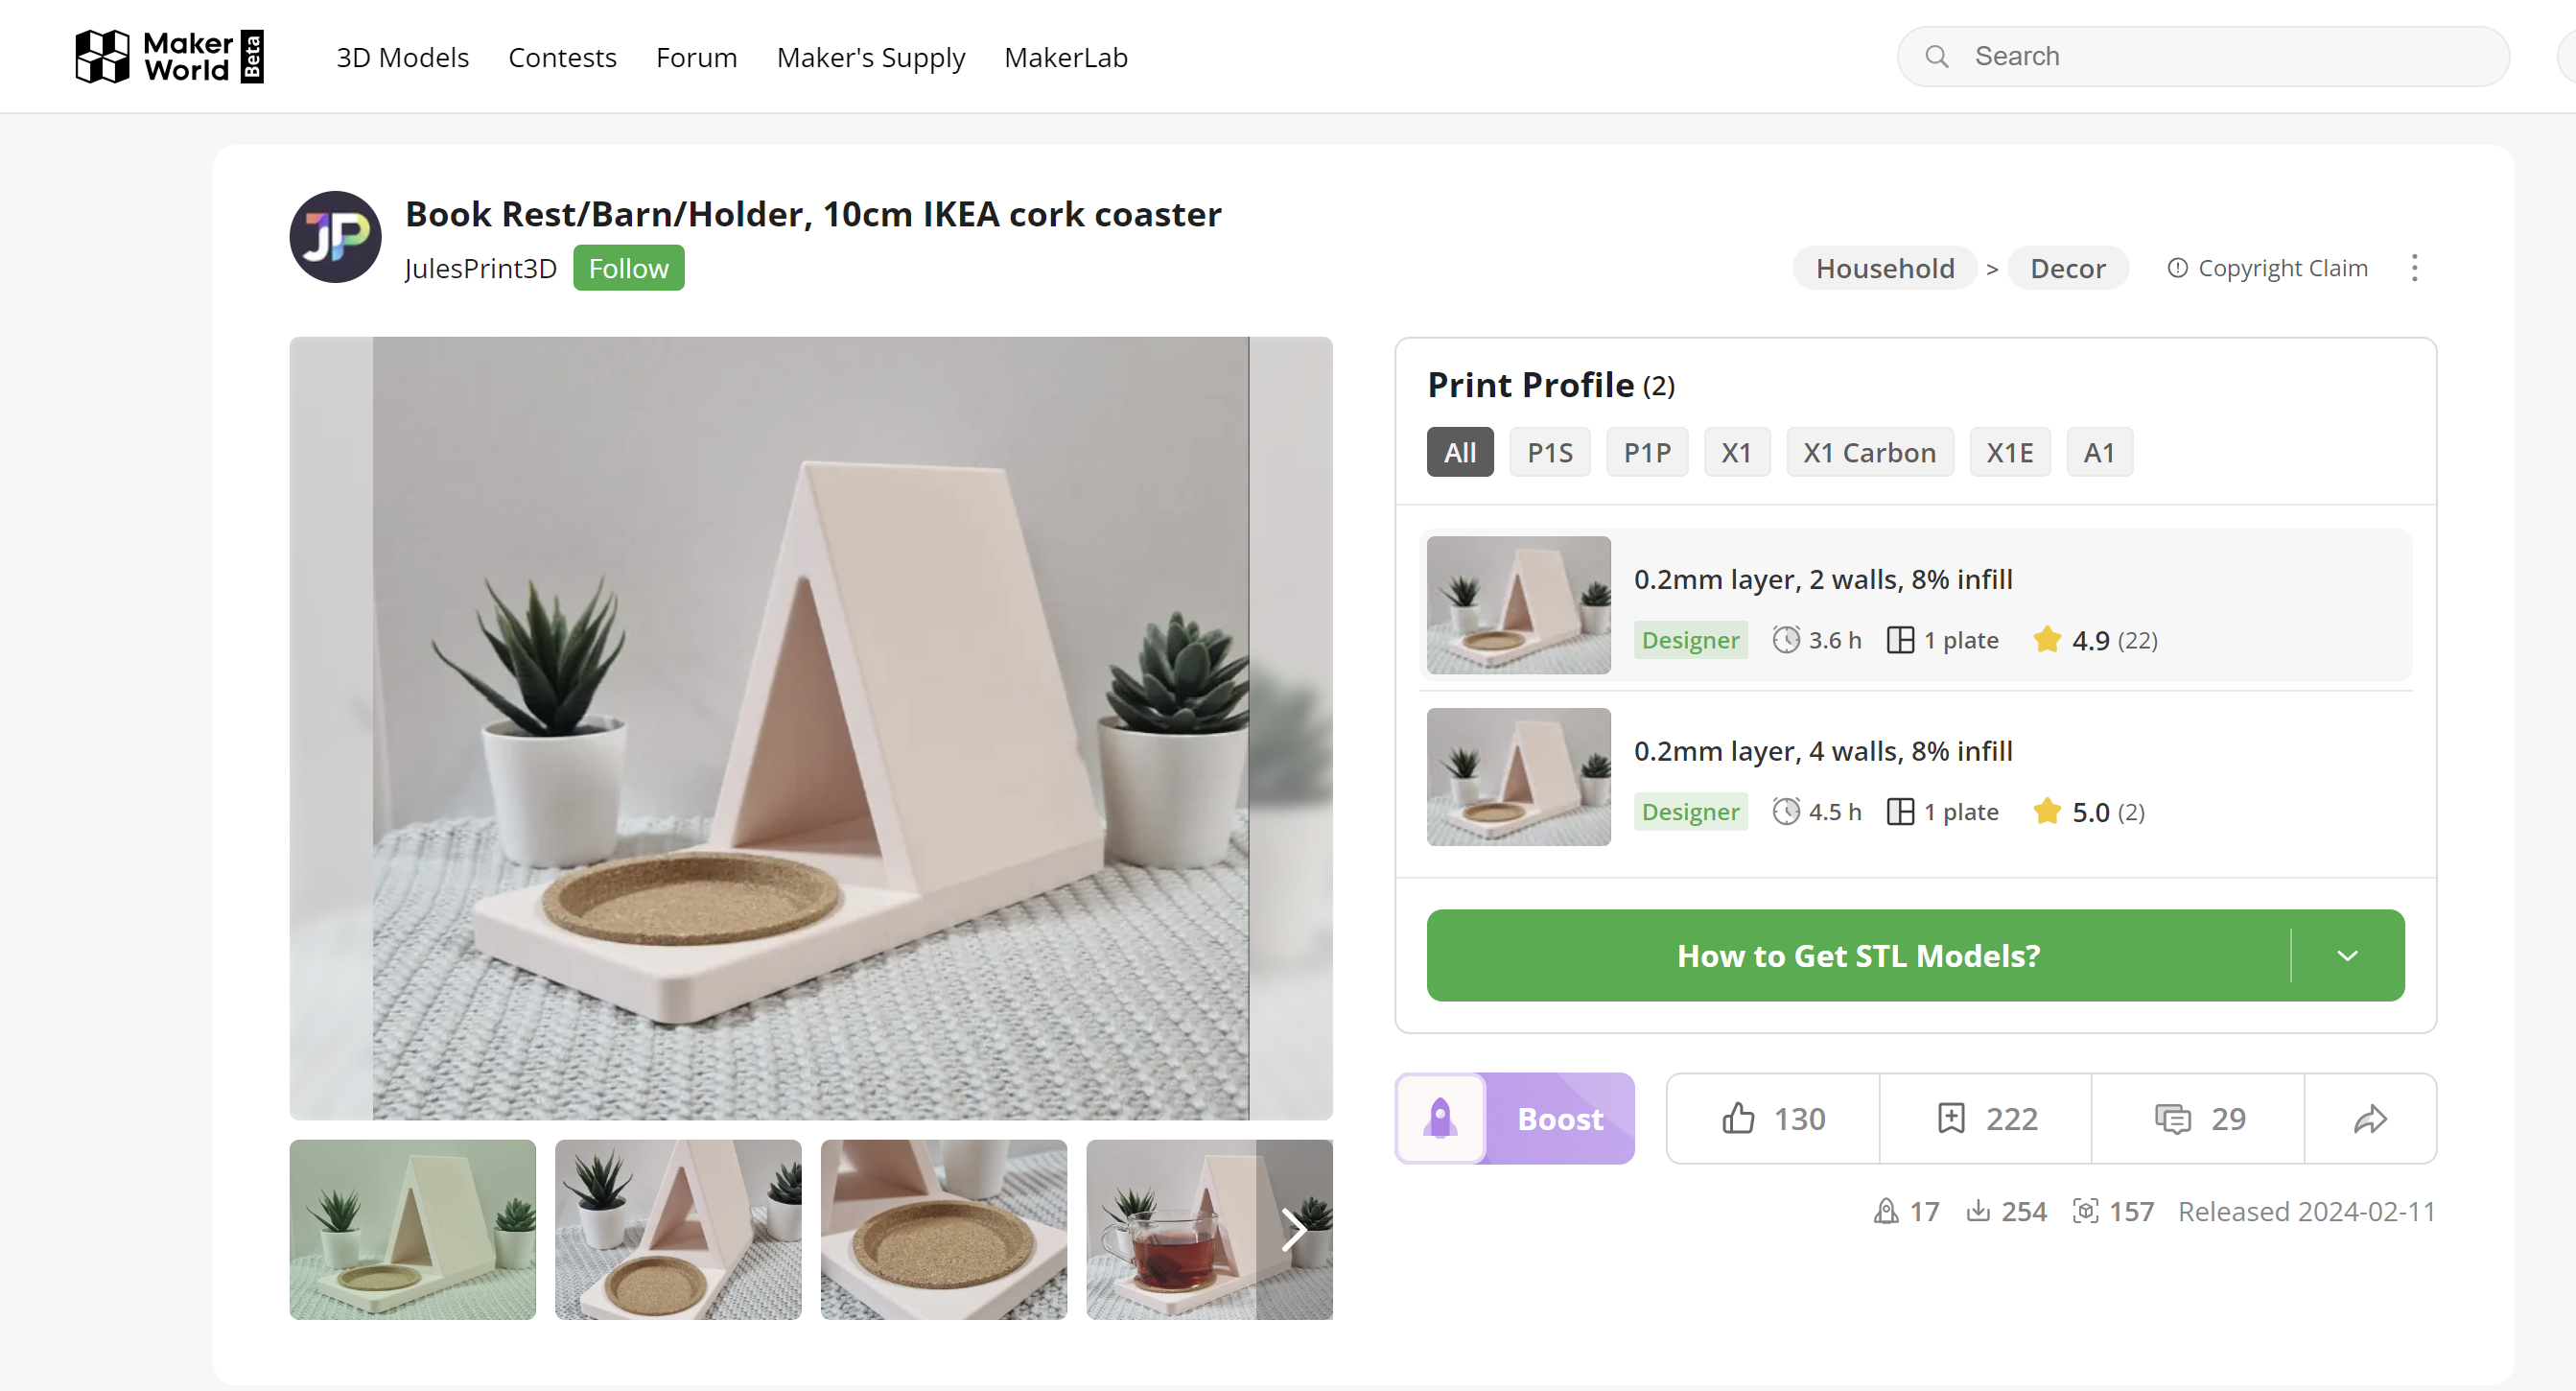 Maker World Beta
3D Models Contests Forum Maker's Supply MakerLab
Search
JP
Book Rest/Barn/Holder, 10cm IKEA cork coaster
JulesPrint3D Follow
Household > Decor Copyright Claim
Print Profile (2)
All P1S P1P X1 X1 Carbon X1E A1
0.2mm layer, 2 walls, 8% infill
Designer 3.6 h 1 plate 4.9 (22)
0.2mm layer, 4 walls, 8% infill
Designer 4.5 h 1 plate 5.0 (2)
How to Get STL Models?
Boost 130 222 29
17 254 157 Released 2024-02-11